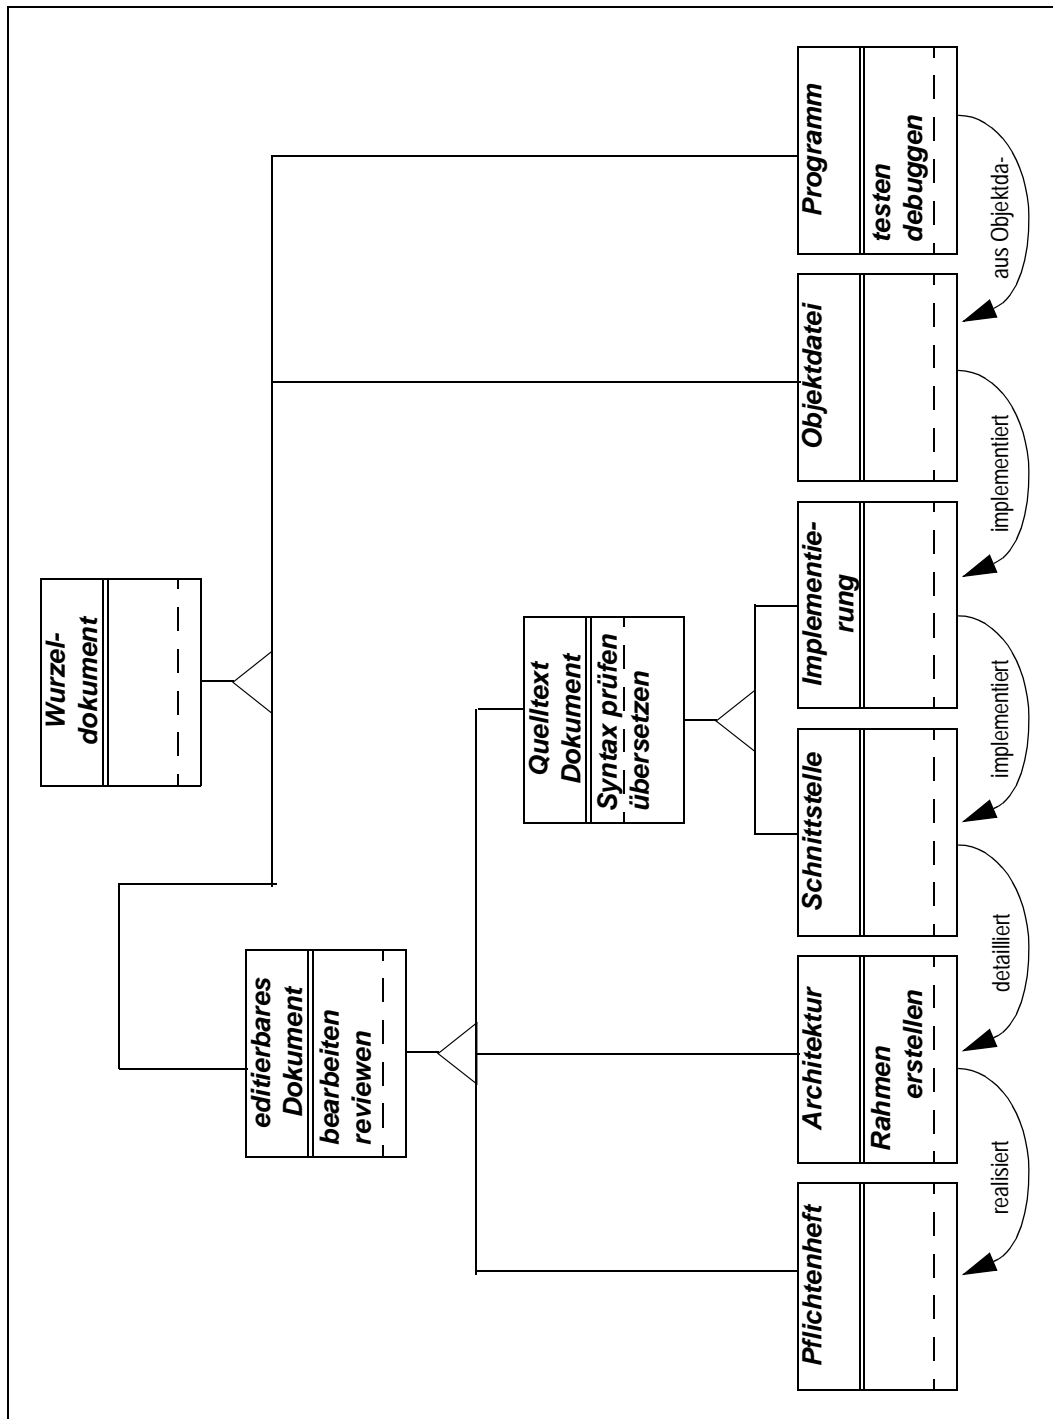 Wurzel-
dokument
editierbares
Dokument
bearbeiten
reviewen
Quelltext
Dokument
Syntax prüfen
übersetzen
Pflichtenheft
Architektur
Rahmen
erstellen
Schnittstelle
Implementie-
rung
Objektdatei
Programm
testen
debuggen
realisiert
detailliert
implementiert
implementiert
aus Objektda-